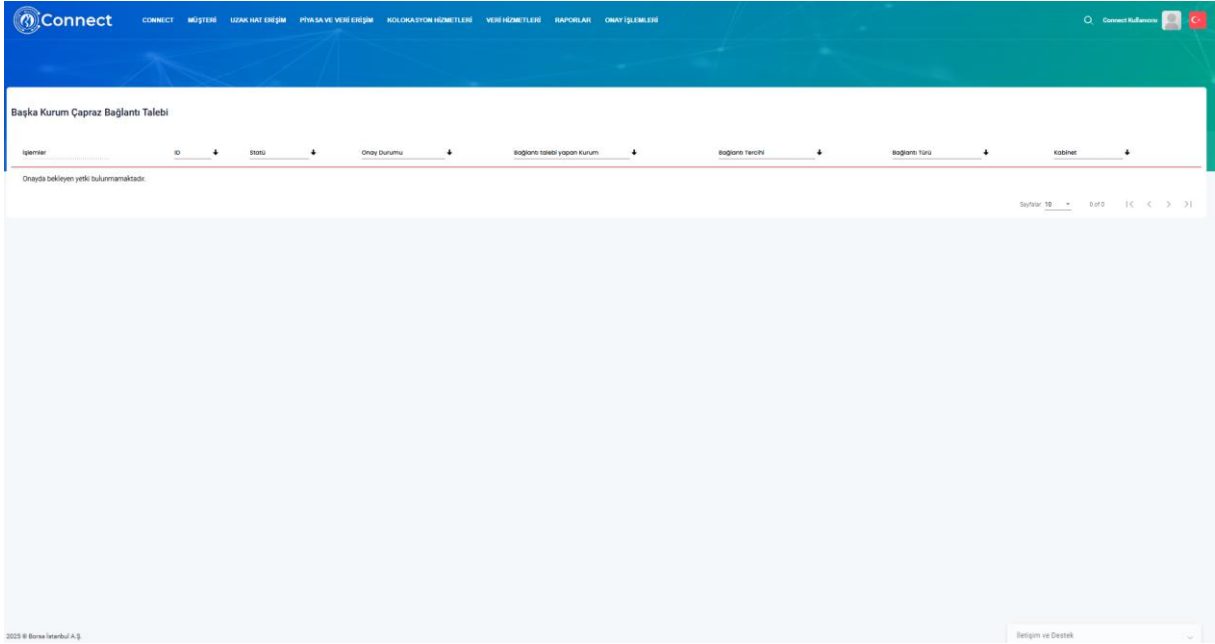 Connect CONNECT MÜŞTERİ UZAK HAT ERİŞİM PİYASA VE VERİ ERİŞİM KOLOKASYON HİZMETLERİ VERİ HİZMETLERİ RAPORLAR ONAY İŞLEMLERİ Connect Kullanıcısı
Başka Kurum Çapraz Bağlantı Talebi
İşlemler ID Statü Onay Durumu Bağlantı talebi yapan Kurum Bağlantı Tercihi Bağlantı Türü Kabinet
Onayda bekleyen yetki bulunmamaktadır.
Sayfalar 10 0 of 0
2025 © Borsa İstanbul A.Ş. İletişim ve Destek